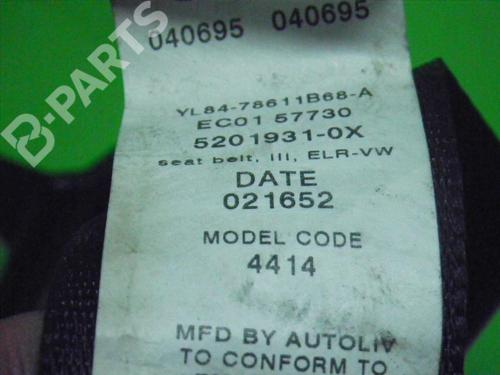 040695 040695
YL84-78611B68-A
EC01 57730
5201931-0X
seat belt, III, ELR-VW
DATE
021652
MODEL CODE
4414
MFD BY AUTOLIV
TO CONFORM TO
B-PARTS